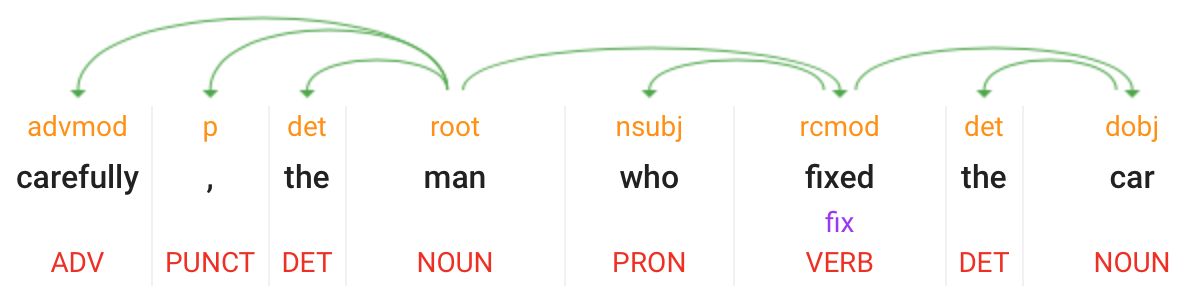 advmod p det root nsubj rcmod det dobj
carefully , the man who fixed the car
fix
ADV PUNCT DET NOUN PRON VERB DET NOUN